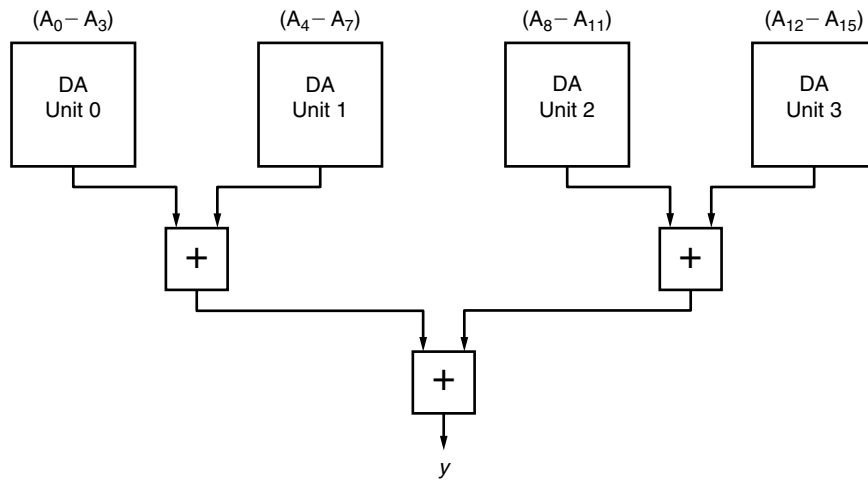 (A₀ – A₃)
(A₄ – A₇)
(A₈ – A₁₁)
(A₁₂ – A₁₅)
DA
Unit 0
DA
Unit 1
DA
Unit 2
DA
Unit 3
+
+
+
y